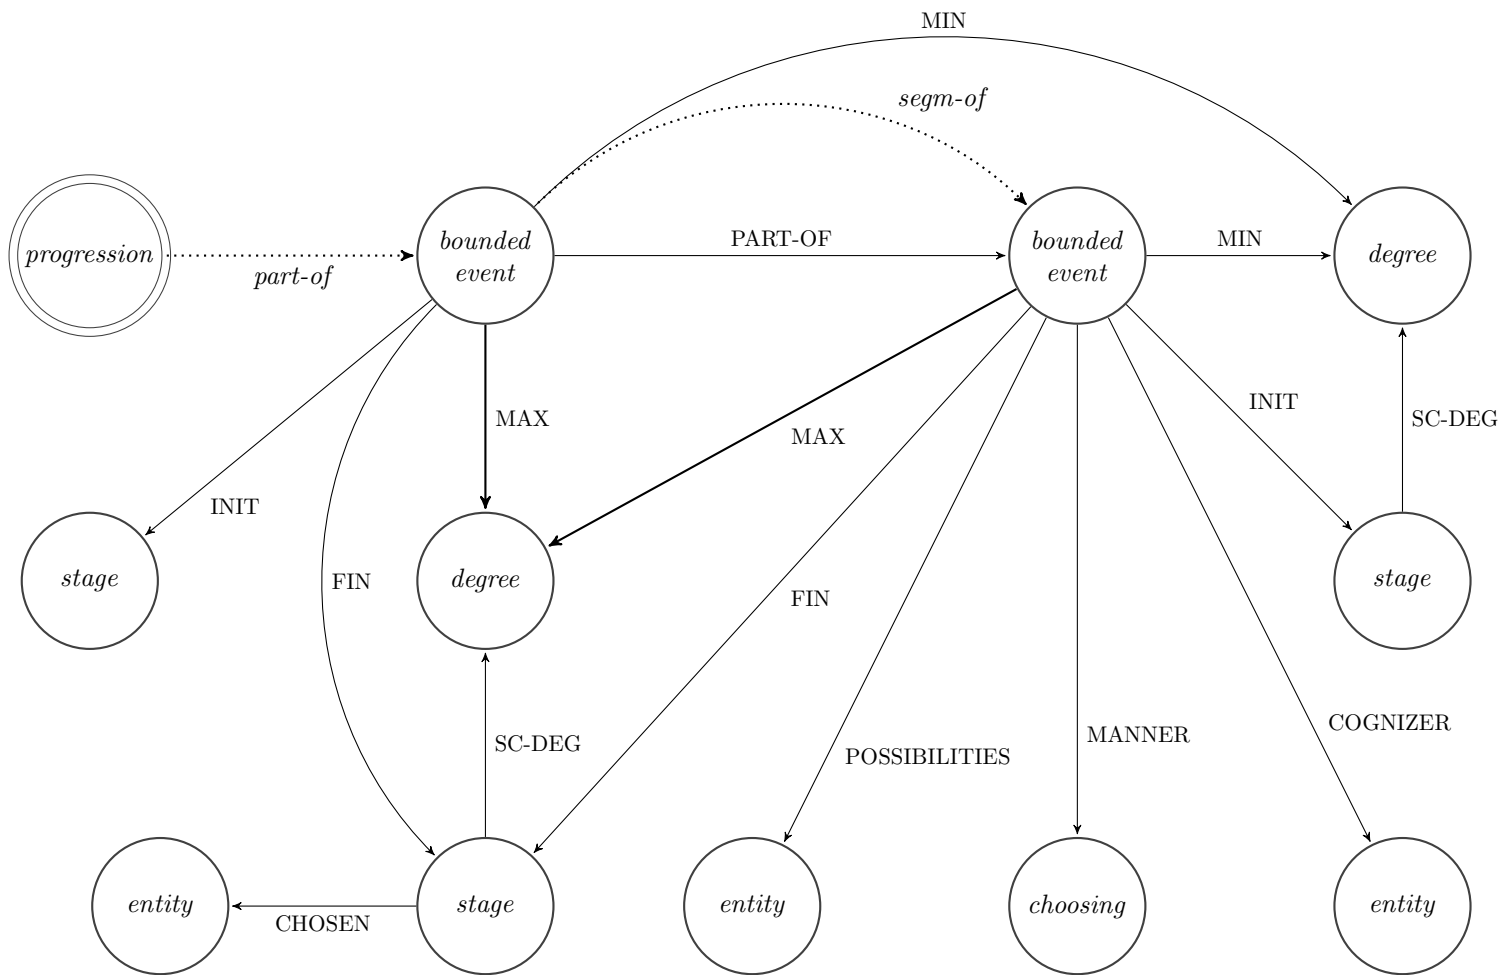 MIN
segm-of
progression
part-of
bounded
event
PART-OF
bounded
event
MIN
degree
INIT
MAX
MAX
INIT
SC-DEG
stage
FIN
degree
FIN
stage
SC-DEG
POSSIBILITIES
MANNER
COGNIZER
entity
CHOSEN
stage
entity
choosing
entity